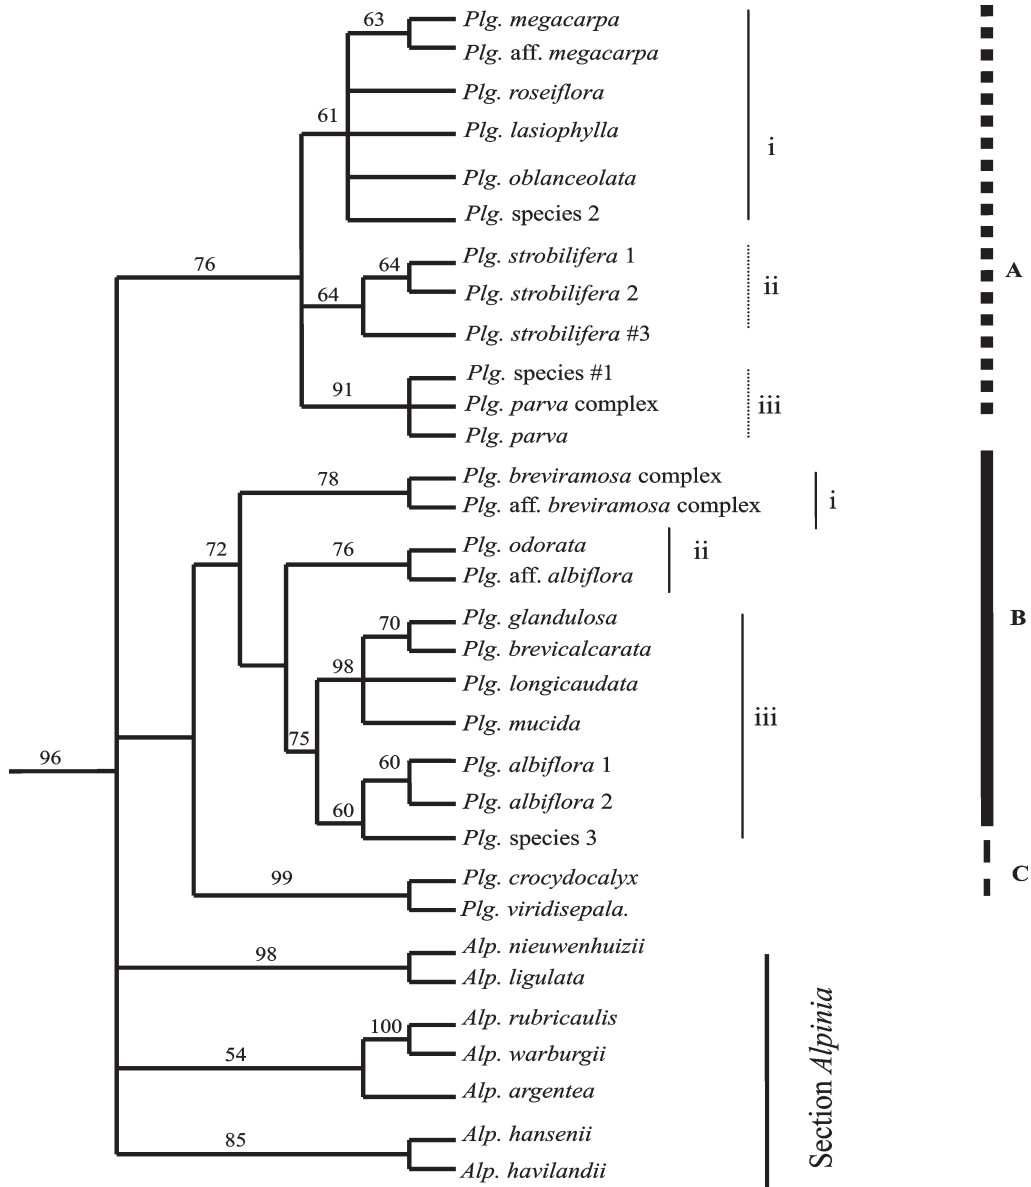 63
Plg. megacarpa
Plg. aff. megacarpa
Plg. roseiflora
61
Plg. lasiophylla
i
Plg. oblanceolata
Plg. species 2
76
64
Plg. strobilifera 1
A
64
Plg. strobilifera 2
ii
Plg. strobilifera #3
Plg. species #1
91
Plg. parva complex
iii
Plg. parva
78
Plg. breviramosa complex
Plg. aff. breviramosa complex
i
72
76
Plg. odorata
ii
Plg. aff. albiflora
70
Plg. glandulosa
B
Plg. brevicalcarata
98
Plg. longicaudata
Plg. mucida
iii
75
96
60
Plg. albiflora 1
Plg. albiflora 2
60
Plg. species 3
99
Plg. crocydocalyx
C
Plg. viridisepala.
98
Alp. nieuwenhuizii
Alp. ligulata
100
Alp. rubricaulis
54
Alp. warburgii
Alp. argentea
Section Alpinia
85
Alp. hansenii
Alp. havilandii